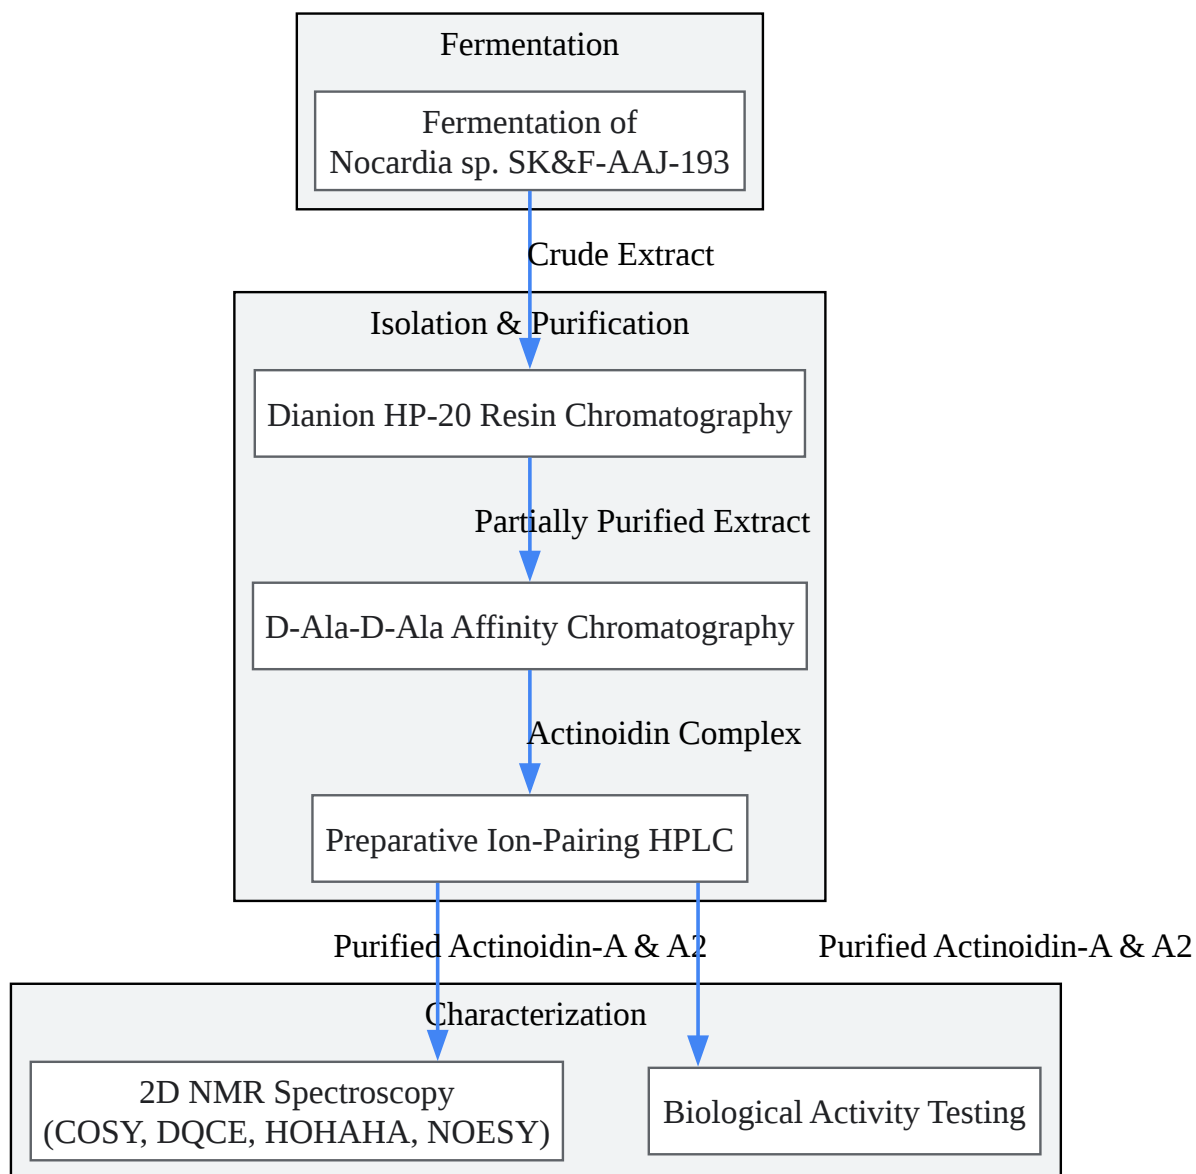 Fermentation
Fermentation of
Nocardia sp. SK&F-AAJ-193
Crude Extract
Isolation & Purification
Dianion HP-20 Resin Chromatography
Partially Purified Extract
D-Ala-D-Ala Affinity Chromatography
Actinoidin Complex
Preparative Ion-Pairing HPLC
Purified Actinoidin-A & A2
Purified Actinoidin-A & A2
Characterization
2D NMR Spectroscopy
(COSY, DQCE, HOHAHA, NOESY)
Biological Activity Testing